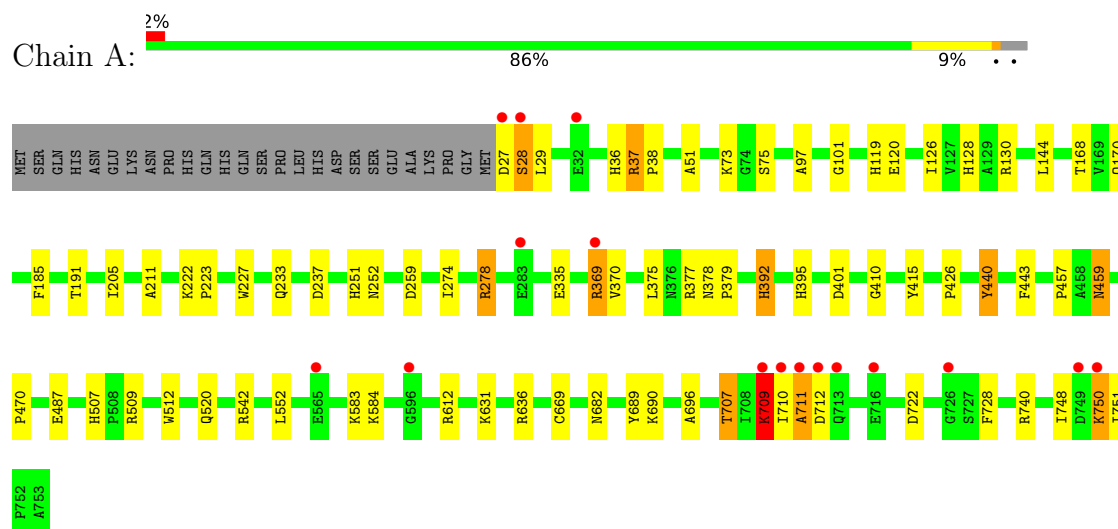 2%
Chain A:
86% 9% • •
MET SER GLN HIS ASN GLU LYS ASN PRO HIS GLN HIS GLN SER PRO LEU HIS ASP SER SER GLU ALA LYS PRO GLY MET D27 S28 L29 E32 H36 R37 P38 A51 K73 G74 S75 A97 G101 H119 E120 I126 V127 H128 A129 R130 L144 T168 V169
F185 T191 I205 A211 K222 P223 W227 Q233 D237 H251 N252 D259 I274 R278 E283 E335 R369 V370 L375 N376 R377 N378 P379 H392 H395 D401 G410 Y415 P426 Y440 F443 P457 A458 N459
P470 E487 H507 P508 R509 W512 Q520 R542 L552 E565 K583 K584 G596 R612 K631 R636 C669 N682 Y689 K690 A696 T707 I708 K709 I710 A711 D712 Q713 E716 D722 G726 S727 F728 R740 I748 D749 K750 I751
P752 A753